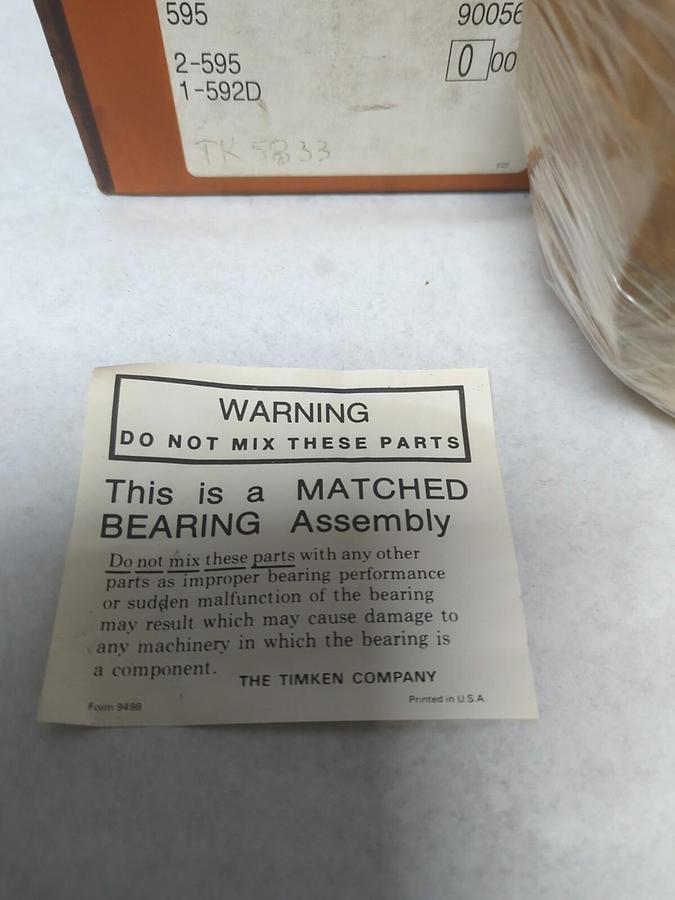 595 90056
2-595 0 00
1-592D
TK 5833
WARNING
DO NOT MIX THESE PARTS
This is a MATCHED
BEARING Assembly
Do not mix these parts with any other
parts as improper bearing performance
or sudden malfunction of the bearing
may result which may cause damage to
any machinery in which the bearing is
a component.
THE TIMKEN COMPANY
Form 9498 Printed in U.S.A.